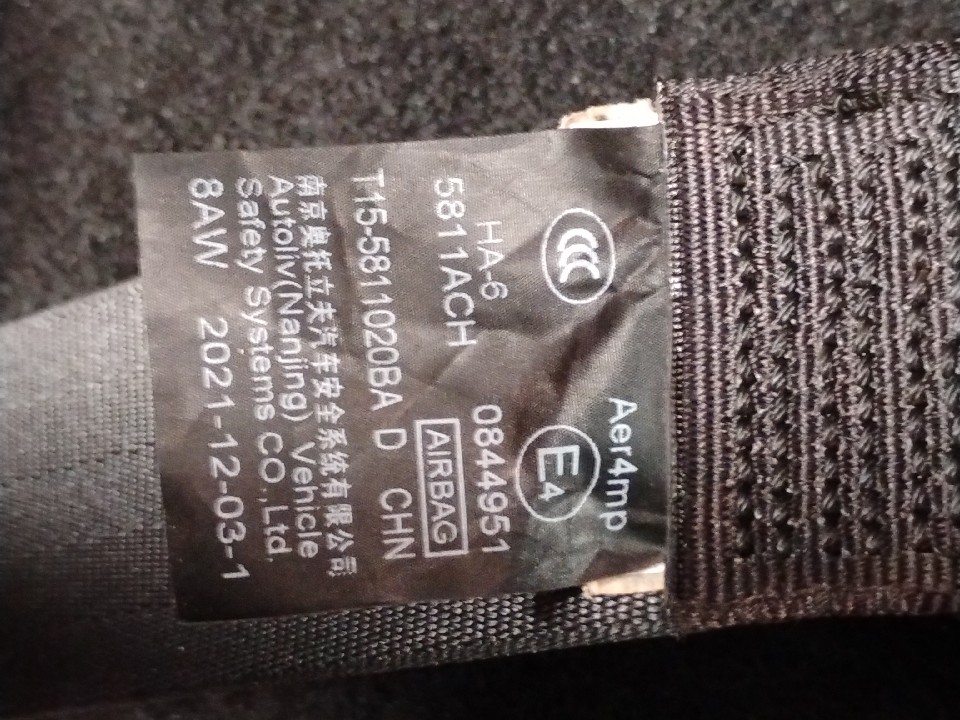 Aer4mp
CCC E4
HA-6 0844951
5811ACH AIRBAG
T15-5811020BA D CHN
南京奥托立夫汽车安全系统有限公司
Autoliv(Nanjing) Vehicle
Safety Systems CO.,Ltd.
8AW 2021-12-03-1